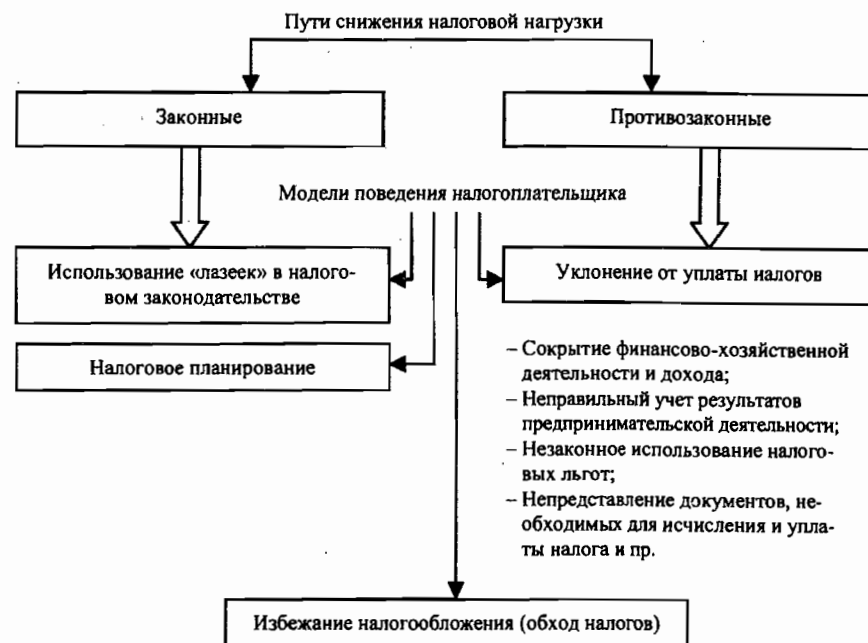 Пути снижения налоговой нагрузки
Законные
Противозаконные
Модели поведения налогоплательщика
Использование «лазеек» в налого-
вом законодательстве
Уклонение от уплаты иалогов
Налоговое планирование
– Сокрытие финансово-хозяйственной
деятельности и дохода;
– Неправильный учет результатов
предпринимательской деятельности;
– Незаконное использование налого-
вых льгот;
– Непредставление документов, не-
обходимых для исчисления и упла-
ты налога и пр.
Избежание налогообложения (обход налогов)